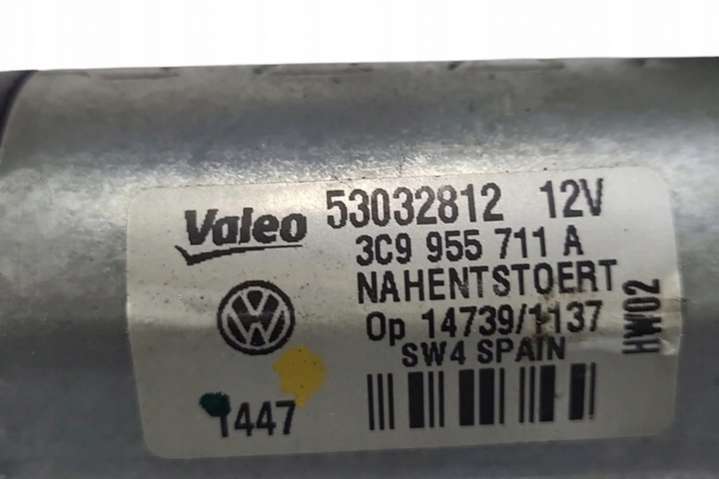 Valeo 53032812 12V
3C9 955 711 A
NAHENTSTOERT
Op 14739/1137
SW4 SPAIN
HW02
1447